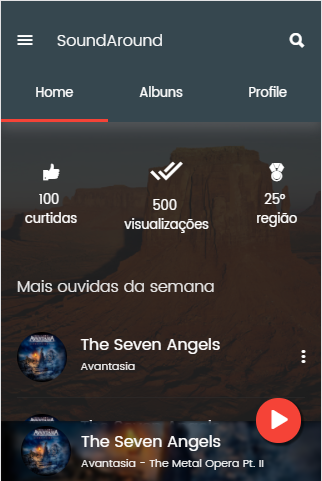 SoundAround
Home Albuns Profile
100 500 25º
curtidas visualizações região
Mais ouvidas da semana
The Seven Angels
Avantasia
The Seven Angels
Avantasia - The Metal Opera Pt. II